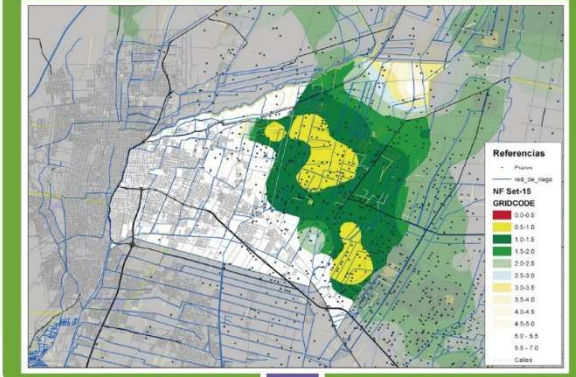 Referencias
Pozos
red_de_riego
NF Set-15
GRIDCODE
0.0-0.5
0.5-1.0
1.0-1.5
1.5-2.0
2.0-2.5
2.5-3.0
3.0-3.5
3.5-4.0
4.0-4.5
4.5-5.0
5.0 - 5.5
5.5 - 7.0
Calles